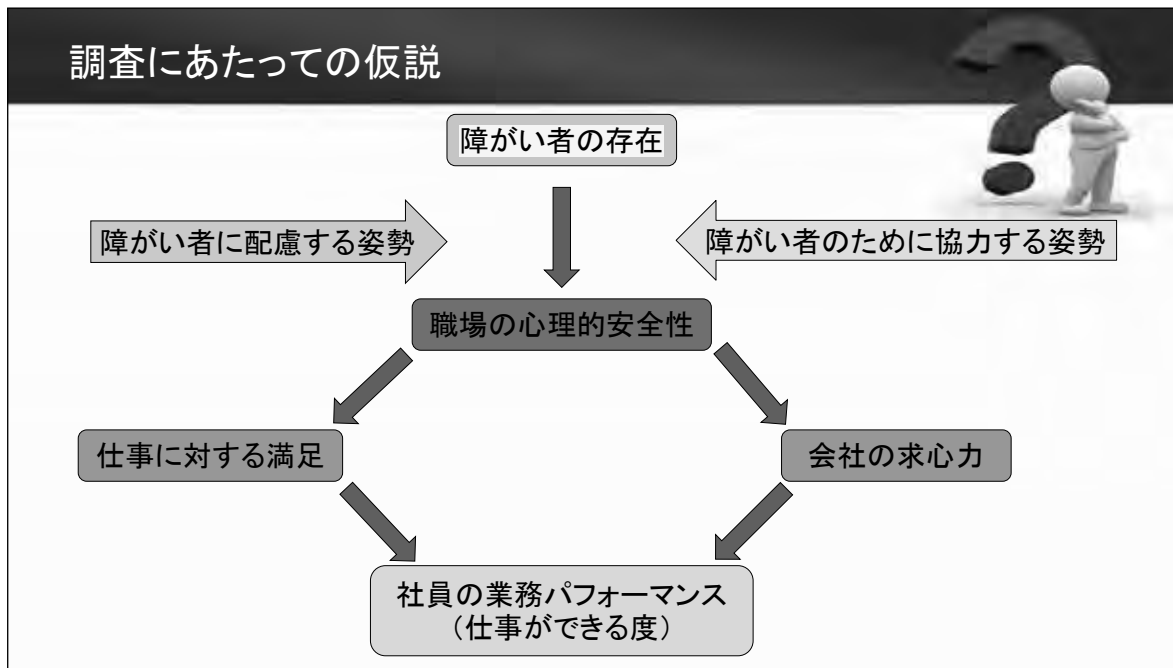 調査にあたっての仮説
障がい者の存在
障がい者に配慮する姿勢
障がい者のために協力する姿勢
職場の心理的安全性
仕事に対する満足
会社の求心力
社員の業務パフォーマンス
（仕事ができる度）